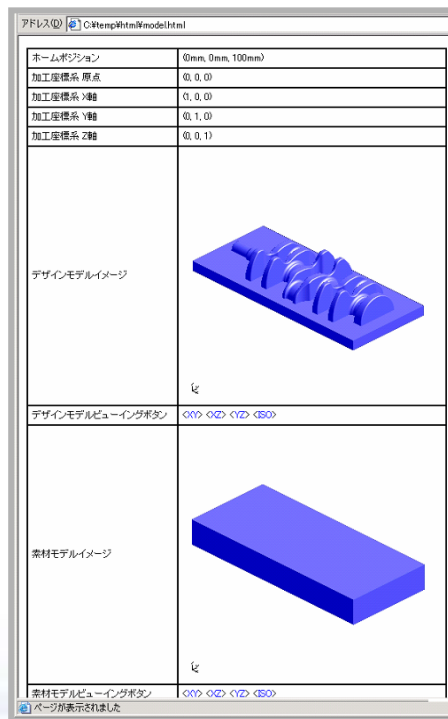 アドレス(D) C:¥temp¥html¥model.html
ホームポジション (0mm, 0mm, 100mm)
加工座標系 原点 (0, 0, 0)
加工座標系 X軸 (1, 0, 0)
加工座標系 Y軸 (0, 1, 0)
加工座標系 Z軸 (0, 0, 1)
デザインモデルイメージ
デザインモデルビューイングボタン <XY> <XZ> <YZ> <ISO>
素材モデルイメージ
素材モデルビューイングボタン <XY> <XZ> <YZ> <ISO>
ページが表示されました